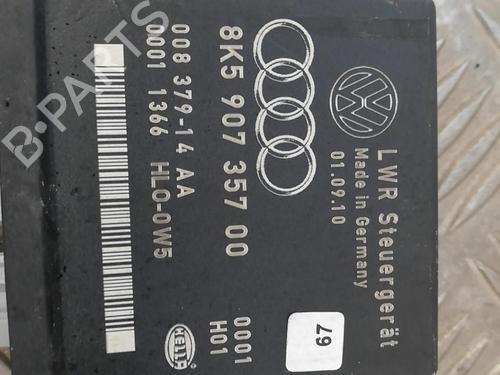 LWR Steuergerät
Made in Germany
01.09.10
8K5 907 357 00
008 379-14 AA
0001 1366 HLO-0W5
0001
H01
HELLA
67
B-PARTS